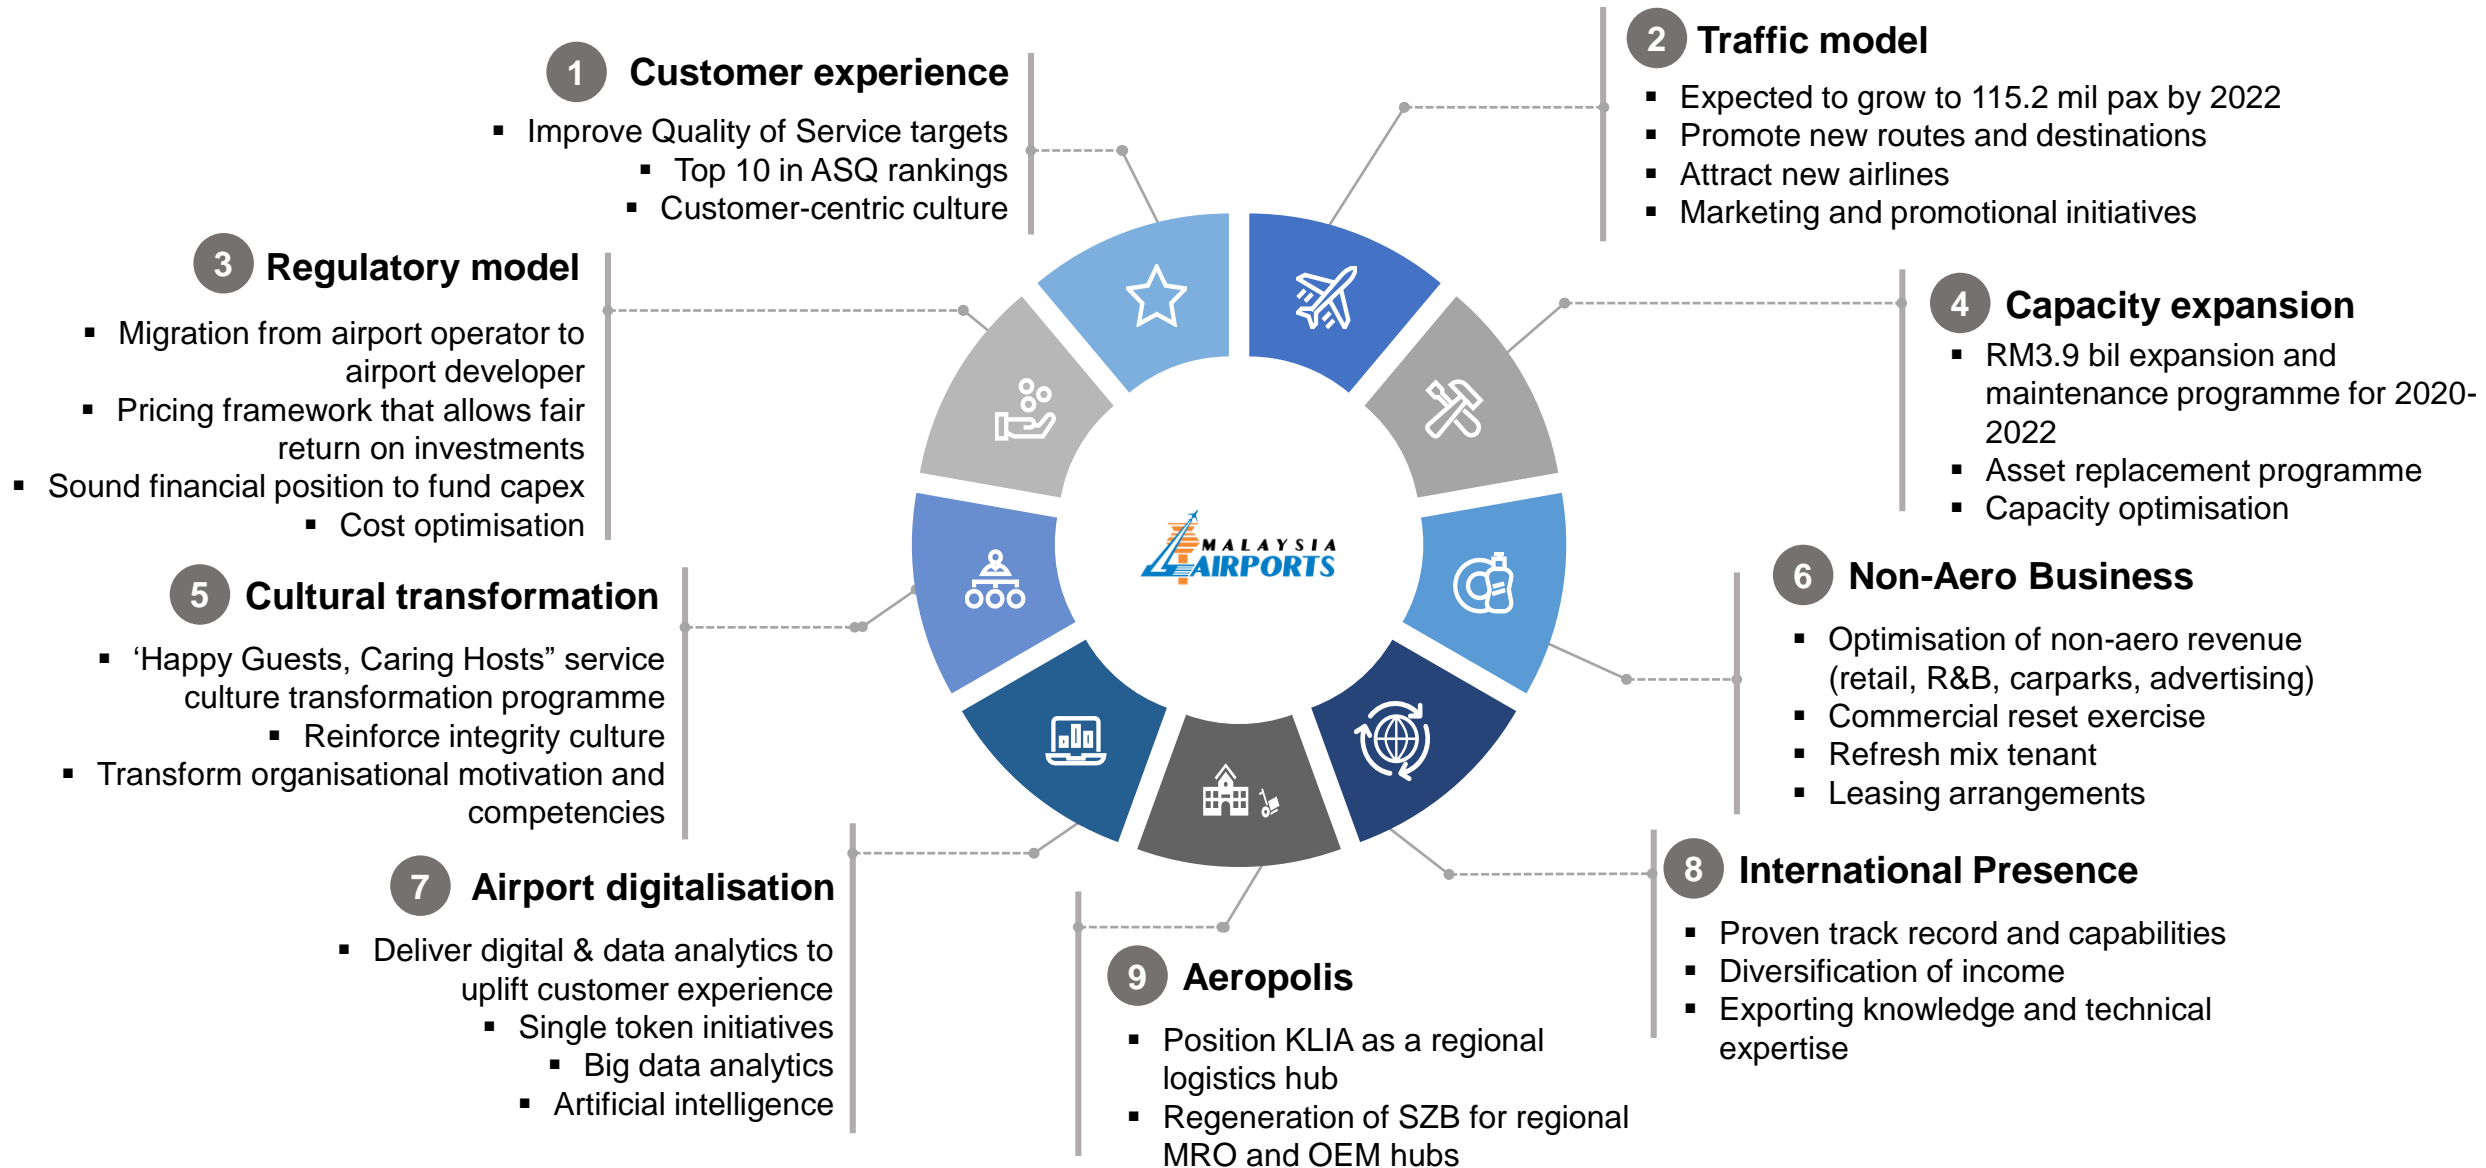 1 Customer experience
▪ Improve Quality of Service targets
▪ Top 10 in ASQ rankings
▪ Customer-centric culture
2 Traffic model
▪ Expected to grow to 115.2 mil pax by 2022
▪ Promote new routes and destinations
▪ Attract new airlines
▪ Marketing and promotional initiatives
3 Regulatory model
▪ Migration from airport operator to
airport developer
▪ Pricing framework that allows fair
return on investments
▪ Sound financial position to fund capex
▪ Cost optimisation
4 Capacity expansion
▪ RM3.9 bil expansion and
maintenance programme for 2020-
2022
▪ Asset replacement programme
▪ Capacity optimisation
MALAYSIA
AIRPORTS
5 Cultural transformation
▪ ‘Happy Guests, Caring Hosts” service
culture transformation programme
▪ Reinforce integrity culture
▪ Transform organisational motivation and
competencies
6 Non-Aero Business
▪ Optimisation of non-aero revenue
(retail, R&B, carparks, advertising)
▪ Commercial reset exercise
▪ Refresh mix tenant
▪ Leasing arrangements
7 Airport digitalisation
▪ Deliver digital & data analytics to
uplift customer experience
▪ Single token initiatives
▪ Big data analytics
▪ Artificial intelligence
8 International Presence
▪ Proven track record and capabilities
▪ Diversification of income
▪ Exporting knowledge and technical
expertise
9 Aeropolis
▪ Position KLIA as a regional
logistics hub
▪ Regeneration of SZB for regional
MRO and OEM hubs